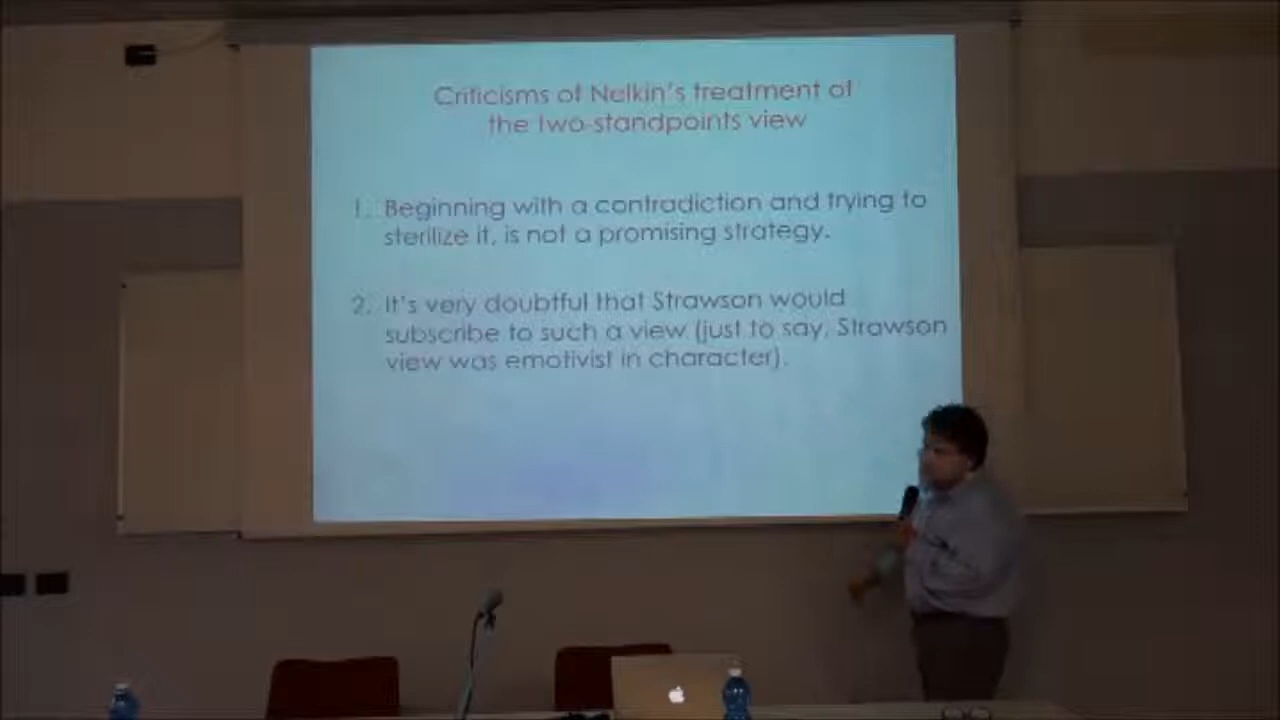 Criticisms of Nelkin's treatment of
the two-standpoints view
1. Beginning with a contradiction and trying to
sterilize it, is not a promising strategy.
2. It's very doubtful that Strawson would
subscribe to such a view (just to say, Strawson
view was emotivist in character).